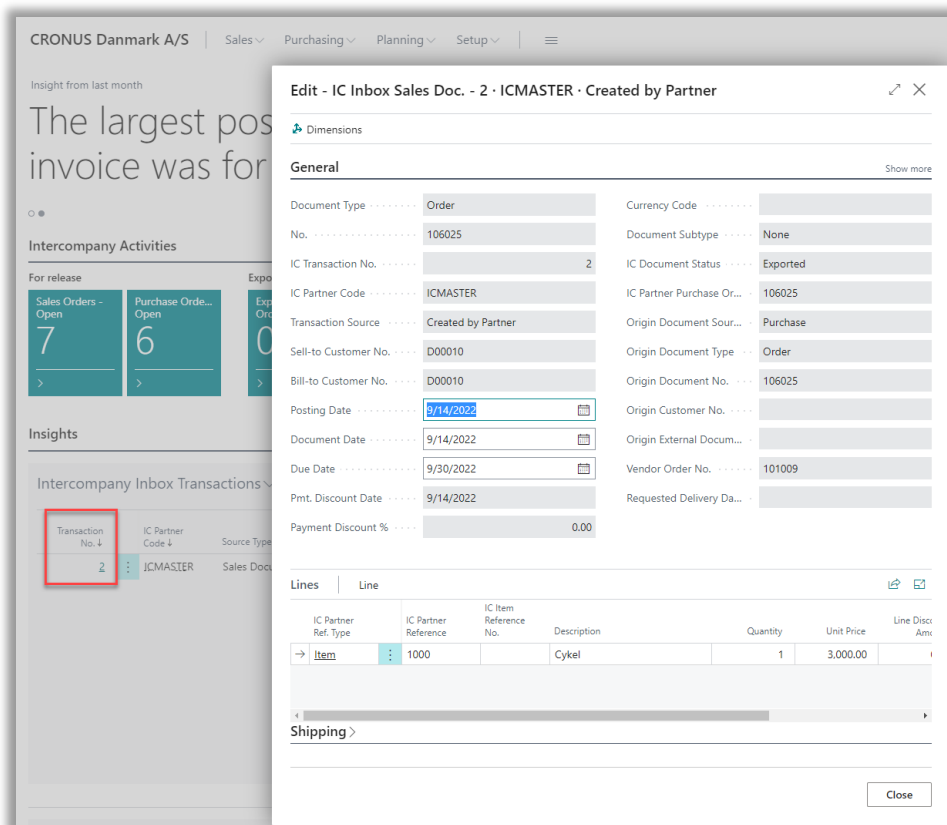 CRONUS Danmark A/S Sales Purchasing Planning Setup
Insight from last month
The largest pos
invoice was for
Intercompany Activities
For release
Expo
Sales Orders - Open
7
Purchase Orde... Open
6
Exp
Orc
0
Insights
Intercompany Inbox Transactions
Transaction No. ↓ IC Partner Code ↓ Source Type
2 ICMASTER Sales Docu
Edit - IC Inbox Sales Doc. - 2 · ICMASTER · Created by Partner
Dimensions
General Show more
Document Type Order
No. 106025
IC Transaction No. 2
IC Partner Code ICMASTER
Transaction Source Created by Partner
Sell-to Customer No. D00010
Bill-to Customer No. D00010
Posting Date 9/14/2022
Document Date 9/14/2022
Due Date 9/30/2022
Pmt. Discount Date 9/14/2022
Payment Discount % 0.00
Currency Code
Document Subtype None
IC Document Status Exported
IC Partner Purchase Or... 106025
Origin Document Sour... Purchase
Origin Document Type Order
Origin Document No. 106025
Origin Customer No.
Origin External Docum...
Vendor Order No. 101009
Requested Delivery Da...
Lines Line
IC Partner Ref. Type IC Partner Reference IC Item Reference No. Description Quantity Unit Price Line Disco Amo
Item 1000 Cykel 1 3,000.00
Shipping
Close